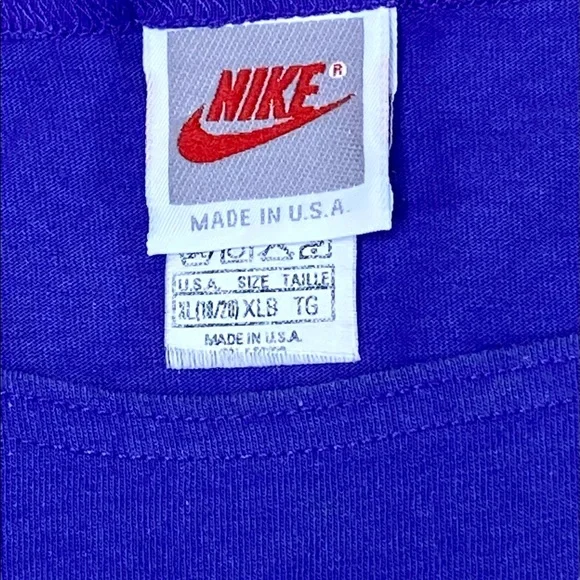 NIKE®
MADE IN U.S.A.
U.S.A. SIZE TAILLE
XL(18/20) XLB TG
MADE IN U.S.A.